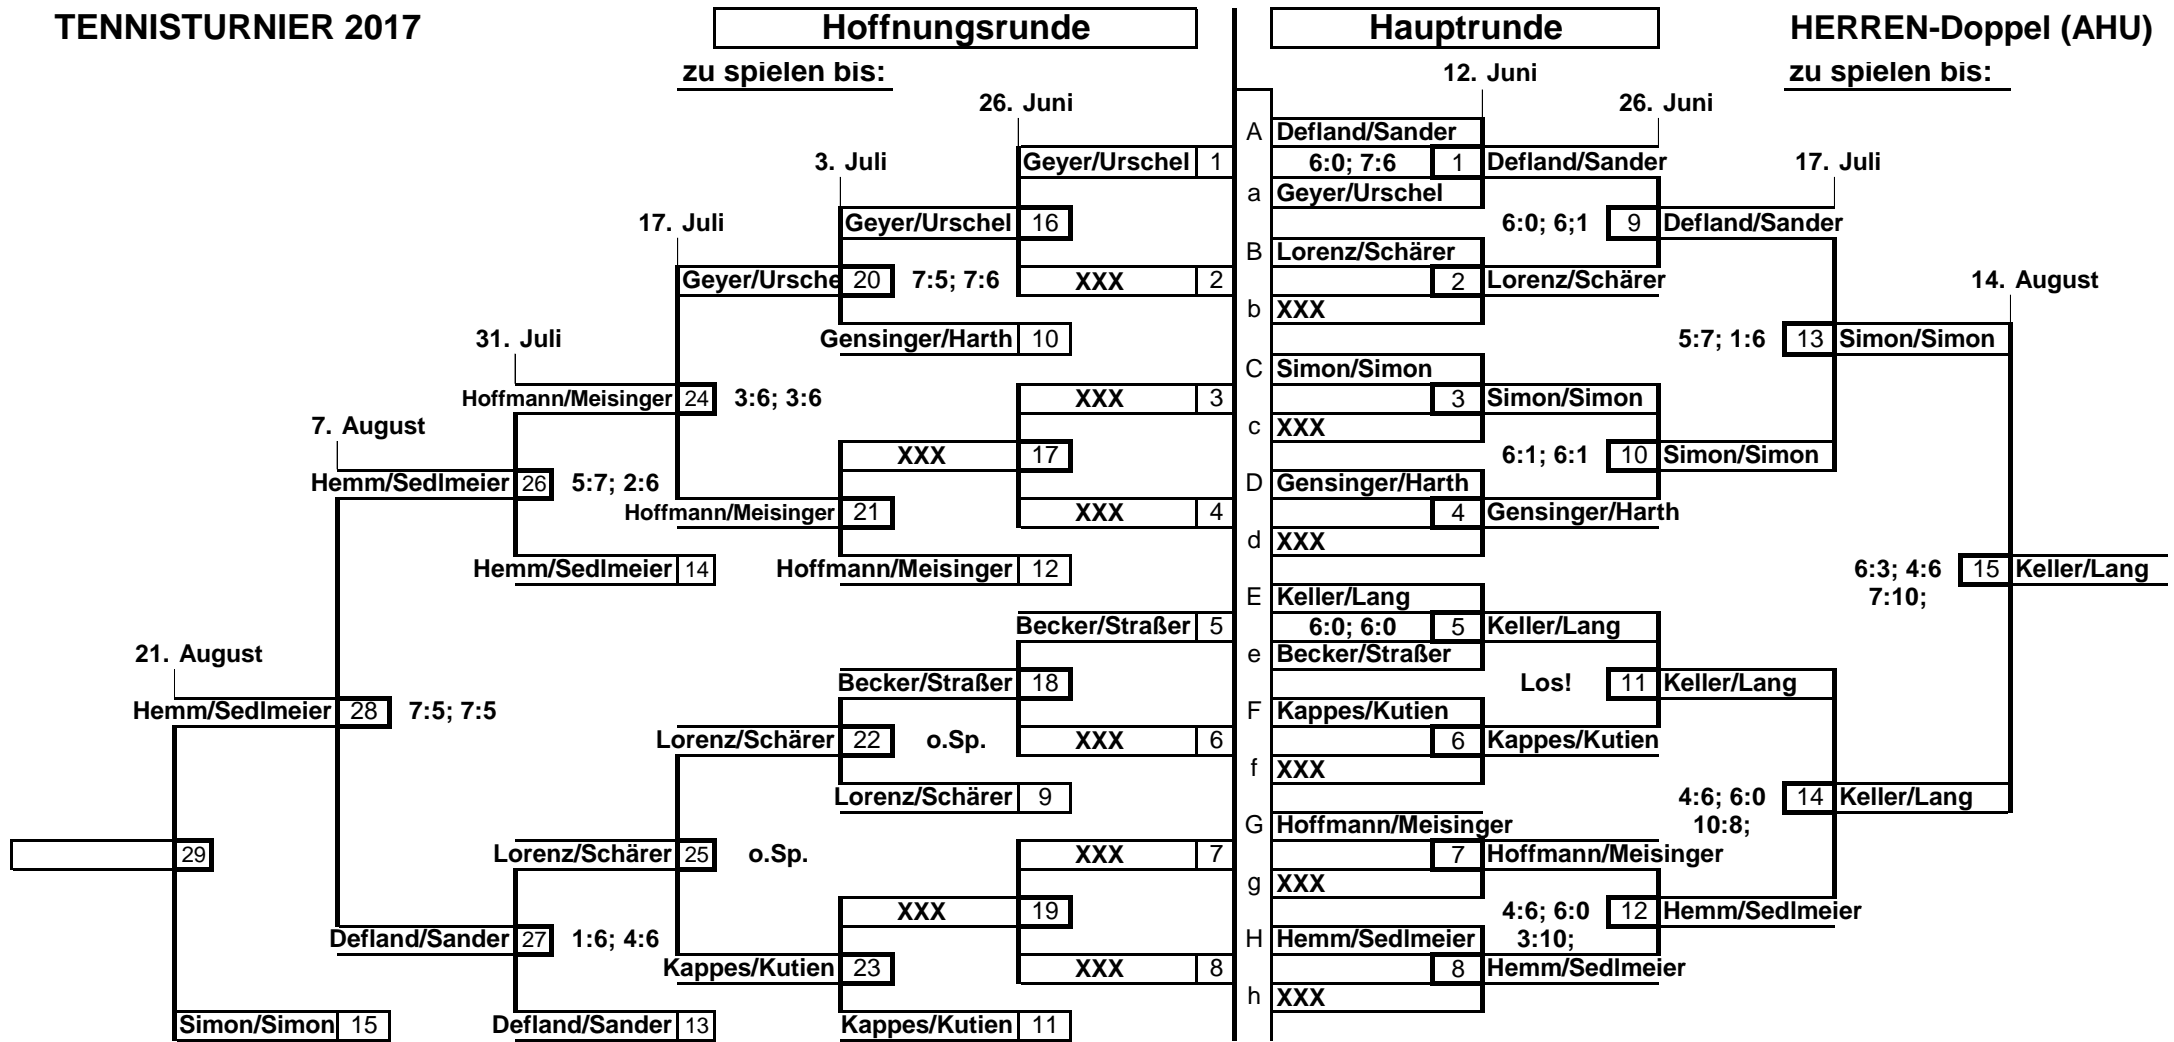 TENNISTURNIER 2017 Hoffnungsrunde Hauptrunde HERREN-Doppel (AHU)
zu spielen bis: 12. Juni zu spielen bis:
26. Juni 26. Juni
A Defland/Sander
3. Juli Geyer/Urschel 1 6:0; 7:6 1 Defland/Sander 17. Juli
a Geyer/Urschel
17. Juli Geyer/Urschel 16 6:0; 6;1 9 Defland/Sander
B Lorenz/Schärer
Geyer/Ursche 20 7:5; 7:6 XXX 2 2 Lorenz/Schärer 14. August
b XXX
31. Juli Gensinger/Harth 10 5:7; 1:6 13 Simon/Simon
C Simon/Simon
Hoffmann/Meisinger 24 3:6; 3:6 XXX 3 3 Simon/Simon
7. August c XXX
XXX 17 6:1; 6:1 10 Simon/Simon
Hemm/Sedlmeier 26 5:7; 2:6 D Gensinger/Harth
Hoffmann/Meisinger 21 XXX 4 4 Gensinger/Harth
d XXX
Hemm/Sedlmeier 14 Hoffmann/Meisinger 12 6:3; 4:6 15 Keller/Lang
E Keller/Lang 7:10;
Becker/Straßer 5 6:0; 6:0 5 Keller/Lang
21. August e Becker/Straßer
Becker/Straßer 18 Los! 11 Keller/Lang
Hemm/Sedlmeier 28 7:5; 7:5 F Kappes/Kutien
Lorenz/Schärer 22 o.Sp. XXX 6 6 Kappes/Kutien
f XXX
Lorenz/Schärer 9 4:6; 6:0 14 Keller/Lang
G Hoffmann/Meisinger 10:8;
29 Lorenz/Schärer 25 o.Sp. XXX 7 7 Hoffmann/Meisinger
g XXX
XXX 19 4:6; 6:0 12 Hemm/Sedlmeier
Defland/Sander 27 1:6; 4:6 H Hemm/Sedlmeier 3:10;
Kappes/Kutien 23 XXX 8 8 Hemm/Sedlmeier
h XXX
Simon/Simon 15 Defland/Sander 13 Kappes/Kutien 11